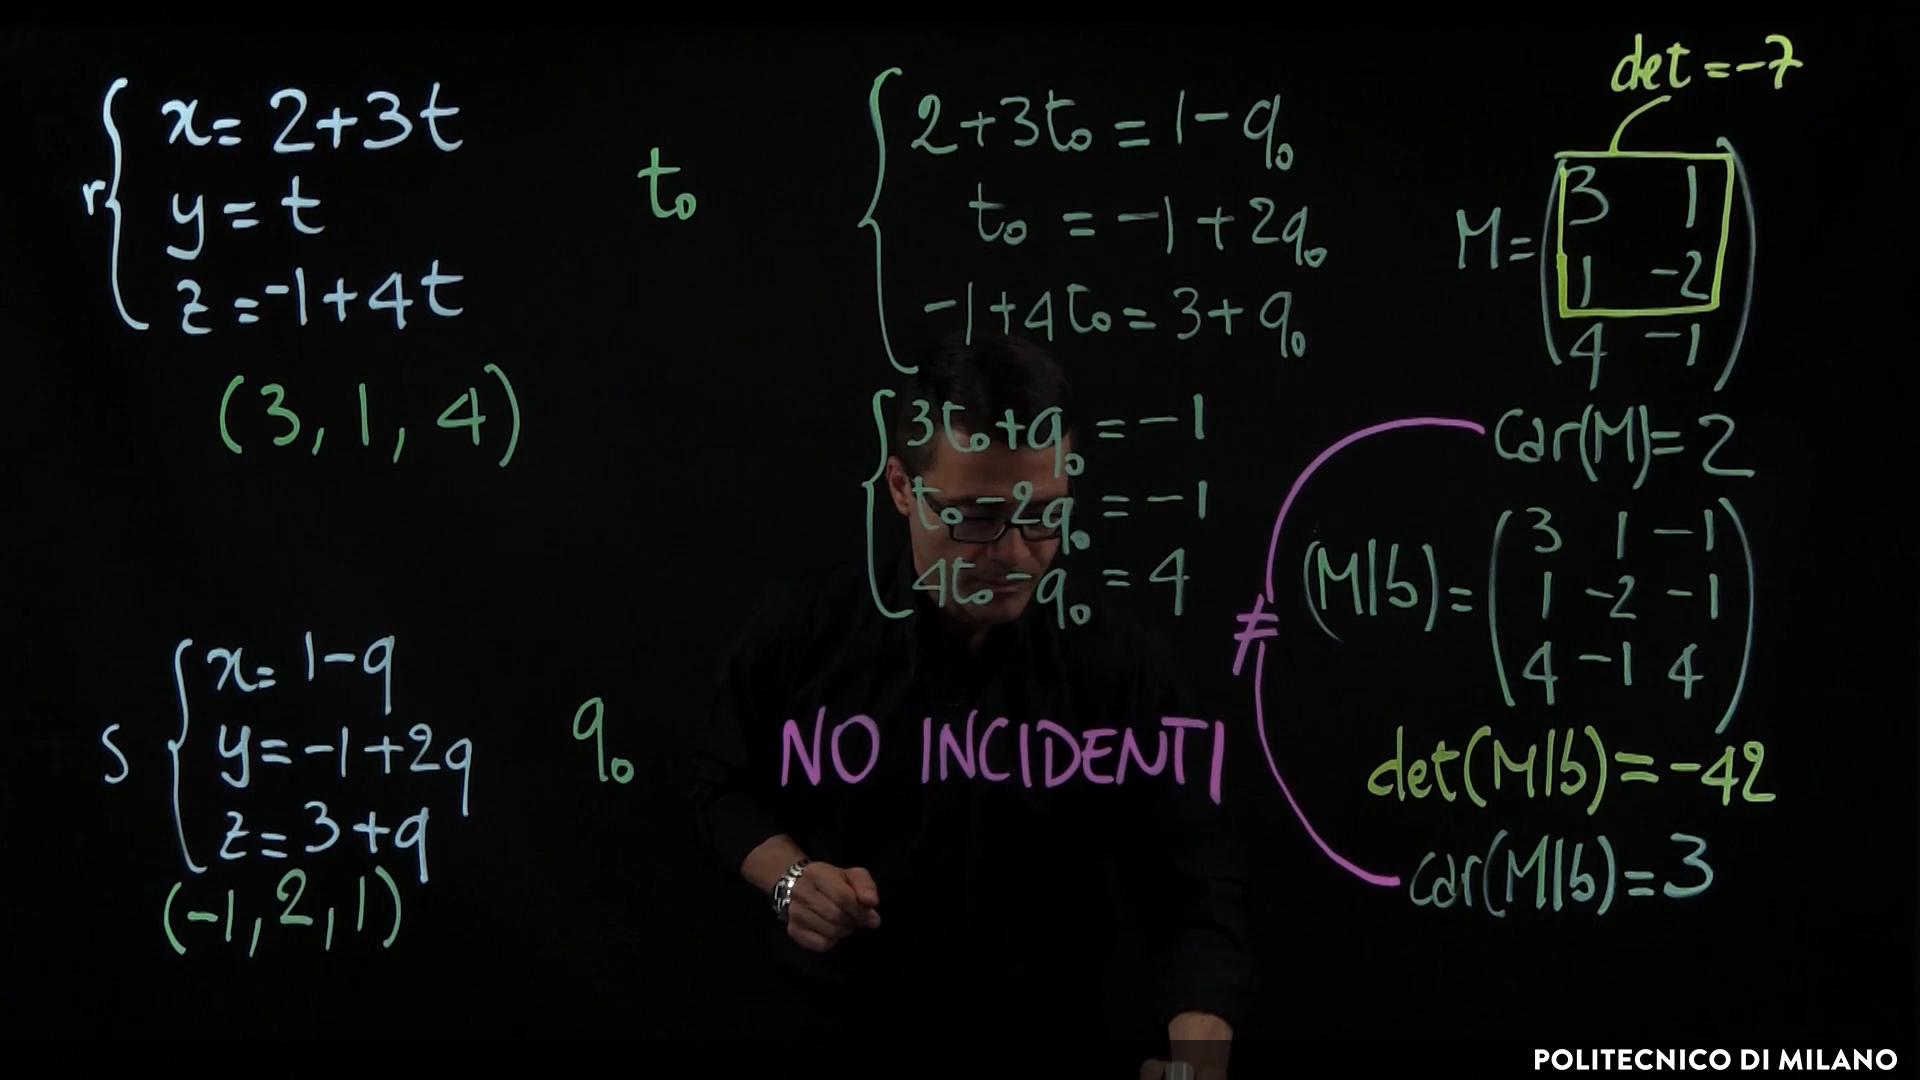 r
x = 2+3t
y = t
z = -1+4t
(3, 1, 4)
t₀
s
x = 1-q
y = -1+2q
z = 3+q
(-1, 2, 1)
q₀
2+3t₀ = 1-q₀
t₀ = -1+2q₀
-1+4t₀ = 3+q₀
3t₀+q₀ = -1
t₀-2q₀ = -1
4t₀-q₀ = 4
NO INCIDENTI
det = -7
M =
3 1
1 -2
4 -1
car(M) = 2
≠
(M|b) =
3 1 -1
1 -2 -1
4 -1 4
det(M|b) = -42
car(M|b) = 3
POLITECNICO DI MILANO